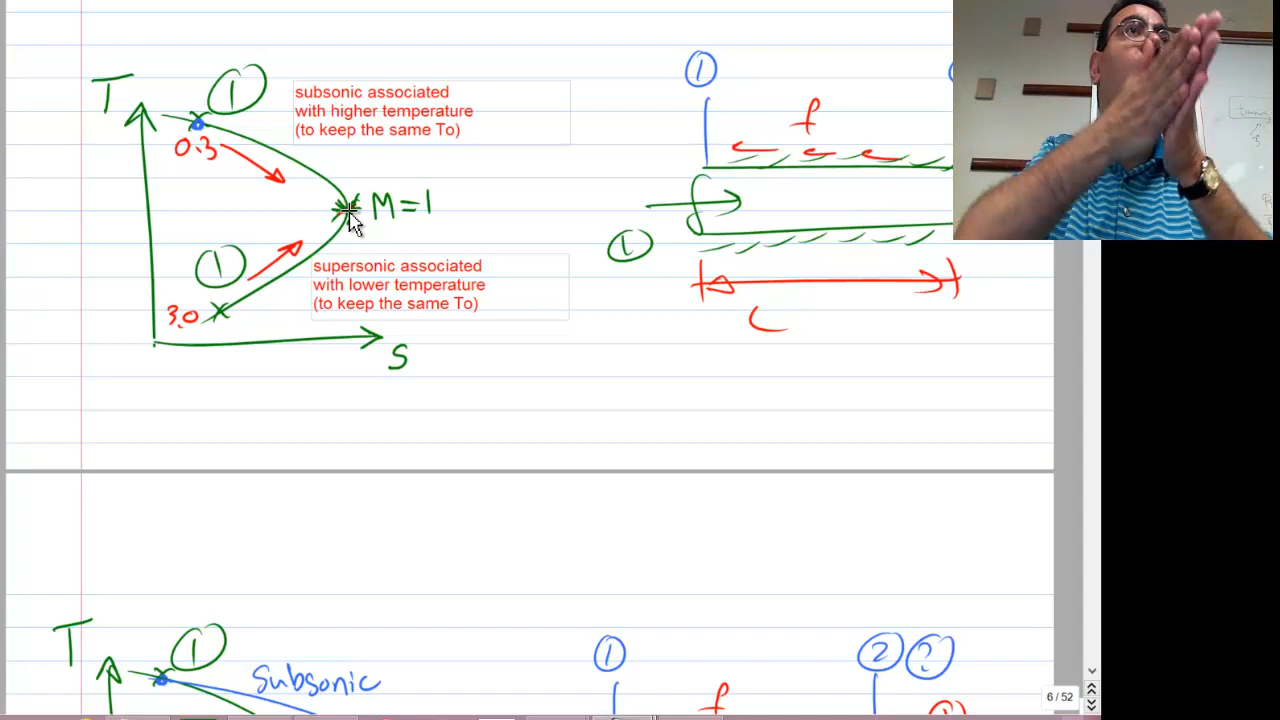 T
①
subsonic associated
with higher temperature
(to keep the same To)
0.3
M=1
①
supersonic associated
with lower temperature
(to keep the same To)
3.0
S
①
f
①
L
6 / 52
T
①
Subsonic
①
f
② ②